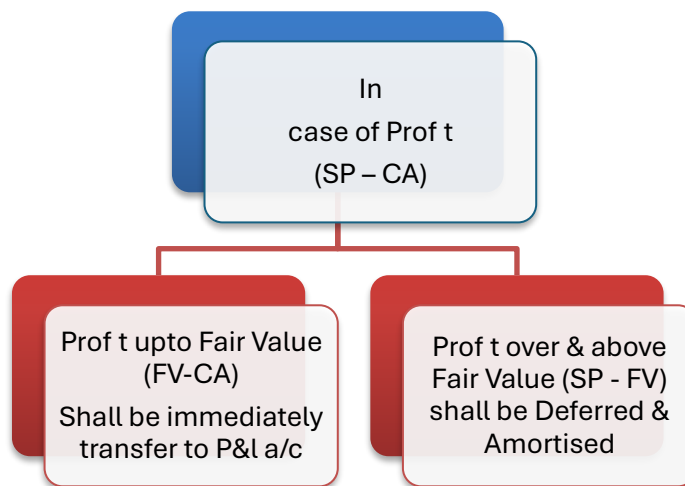 In
case of Prof t
(SP – CA)
Prof t upto Fair Value
(FV-CA)
Shall be immediately
transfer to P&l a/c
Prof t over & above
Fair Value (SP - FV)
shall be Deferred &
Amortised